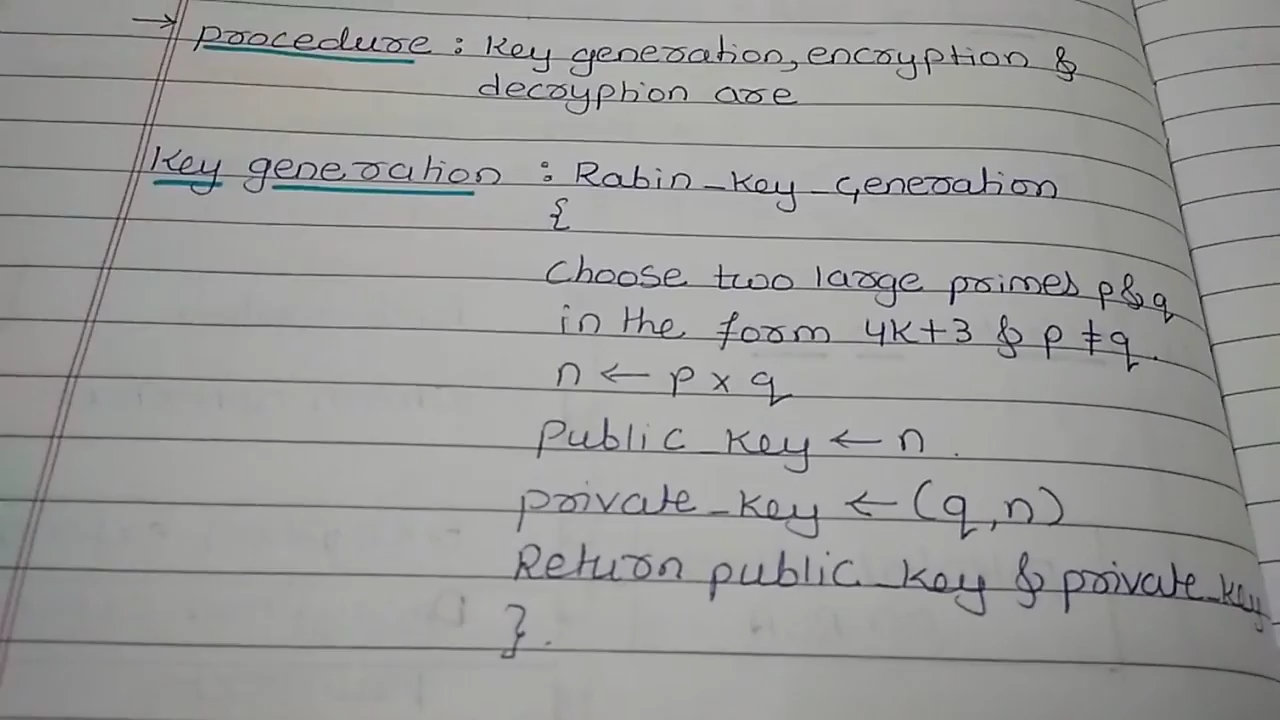 → Procedure : Key generation, encryption &
decryption are
Key generation : Rabin_Key_Generation
{
Choose two large primes p&q
in the form 4K+3 & p ≠ q.
n ← p × q
Public_key ← n.
private_key ← (q,n)
Return public_key & private_key.
}.